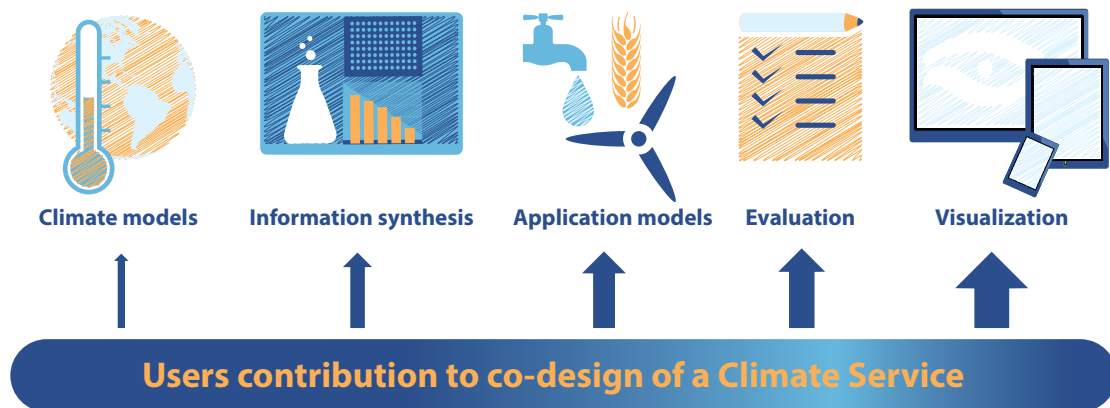 Climate models
Information synthesis
Application models
Evaluation
Visualization
Users contribution to co-design of a Climate Service